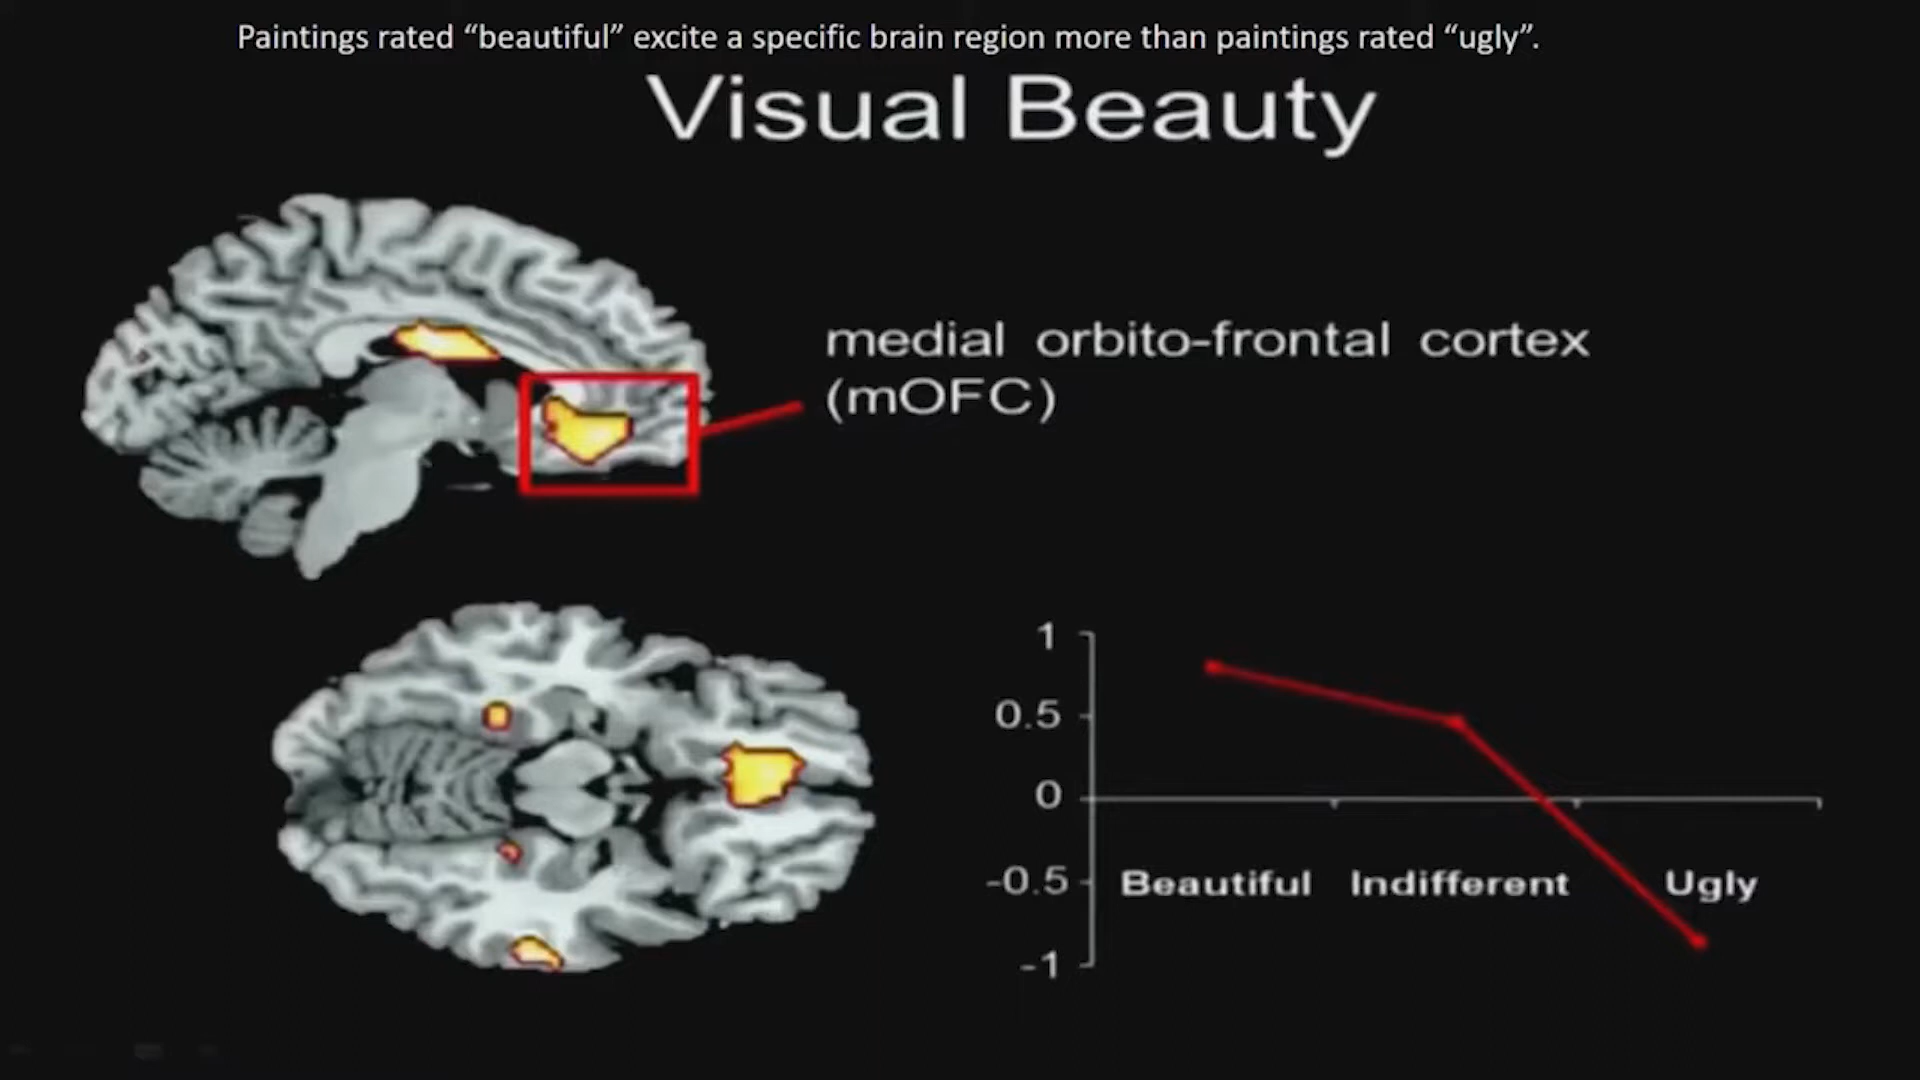 Paintings rated “beautiful” excite a specific brain region more than paintings rated “ugly”.
Visual Beauty
medial orbito-frontal cortex
(mOFC)
1
0.5
0
-0.5
-1
Beautiful Indifferent Ugly